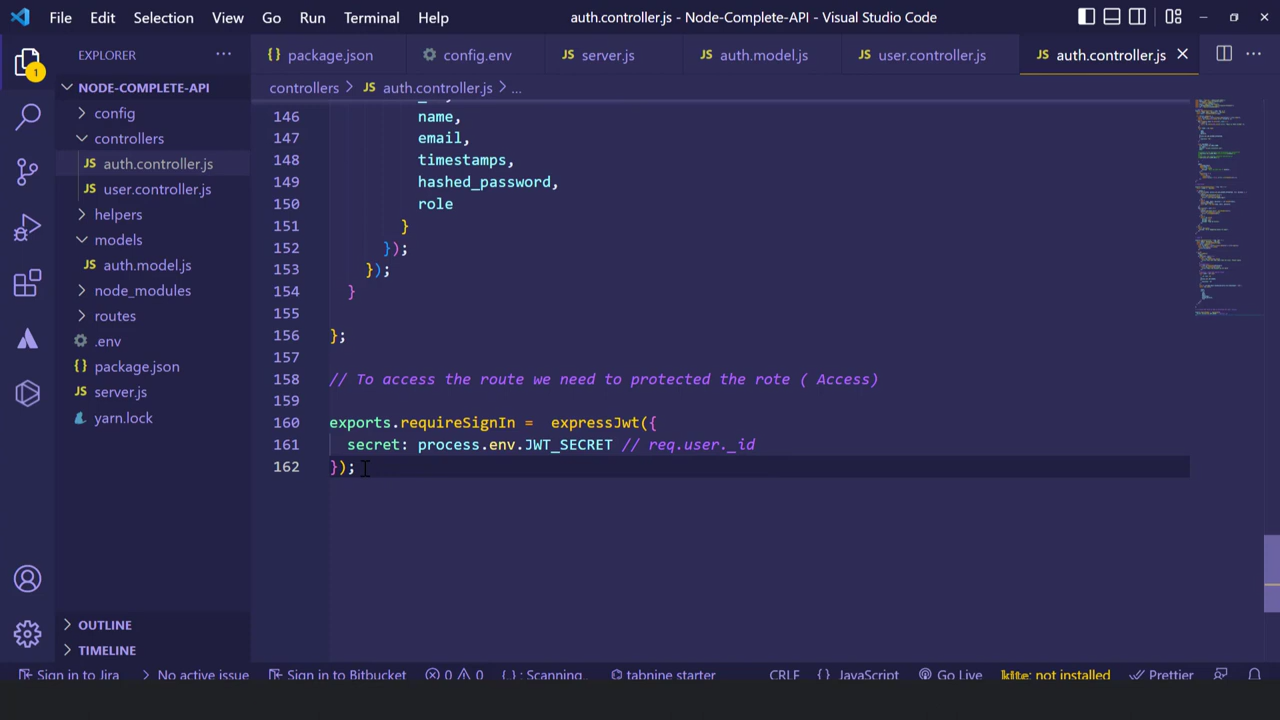 File Edit Selection View Go Run Terminal Help
auth.controller.js - Node-Complete-API - Visual Studio Code
1
EXPLORER
NODE-COMPLETE-API
config
controllers
auth.controller.js
user.controller.js
helpers
models
auth.model.js
node_modules
routes
.env
package.json
server.js
yarn.lock
OUTLINE
TIMELINE
package.json config.env server.js auth.model.js user.controller.js auth.controller.js
controllers > JS auth.controller.js > ...
146 name,
147 email,
148 timestamps,
149 hashed_password,
150 role
151 }
152 });
153 });
154 }
155
156 };
157
158 // To access the route we need to protected the rote ( Access)
159
160 exports.requireSignIn =  expressJwt({
161 secret: process.env.JWT_SECRET // req.user._id
162 });
Sign in to Jira No active issue Sign in to Bitbucket 0 0 Scanning.. tabnine starter CRLF JavaScript Go Live kite: not installed Prettier